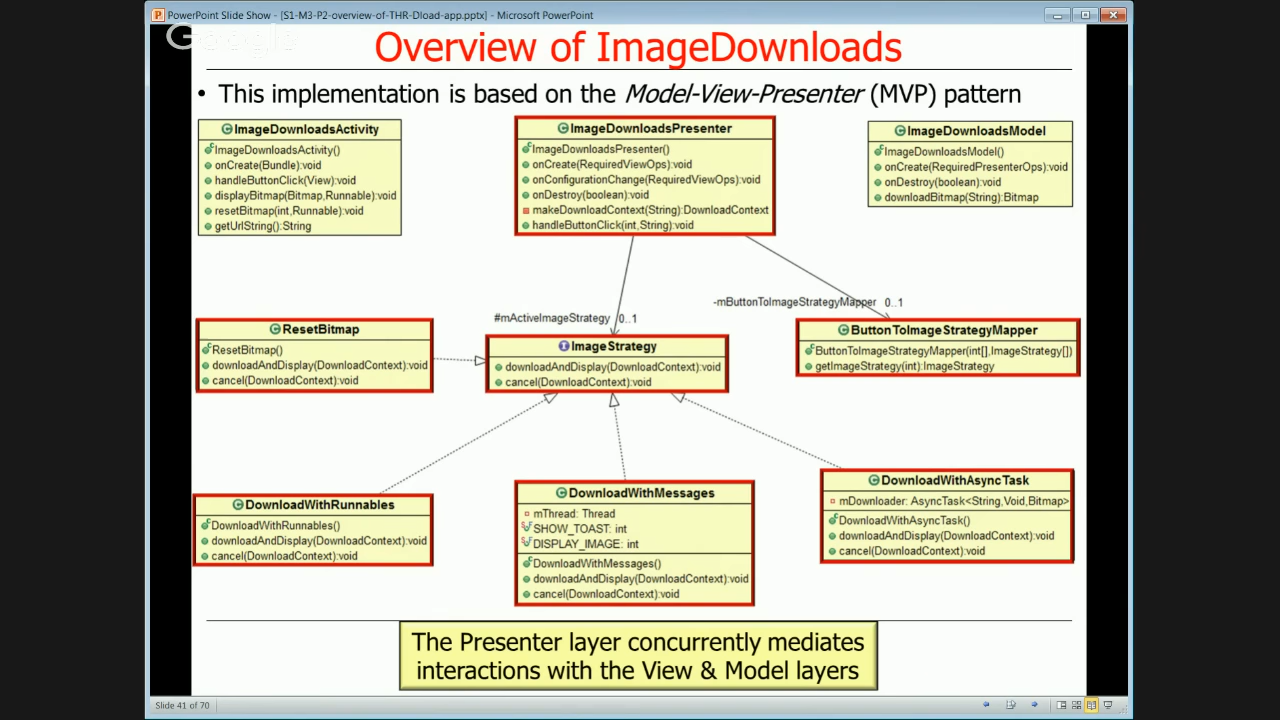 PowerPoint Slide Show - [S1-M3-P2-overview-of-THR-Dload-app.pptx] - Microsoft PowerPoint
Google
Overview of ImageDownloads
• This implementation is based on the Model-View-Presenter (MVP) pattern
ImageDownloadsActivity
ImageDownloadsActivity()
onCreate(Bundle):void
handleButtonClick(View):void
displayBitmap(Bitmap,Runnable):void
resetBitmap(int,Runnable):void
getUrlString():String
ImageDownloadsPresenter
ImageDownloadsPresenter()
onCreate(RequiredViewOps):void
onConfigurationChange(RequiredViewOps):void
onDestroy(boolean):void
makeDownloadContext(String):DownloadContext
handleButtonClick(int,String):void
ImageDownloadsModel
ImageDownloadsModel()
onCreate(RequiredPresenterOps):void
onDestroy(boolean):void
downloadBitmap(String):Bitmap
-mButtonToImageStrategyMapper 0..1
#mActiveImageStrategy 0..1
ResetBitmap
ResetBitmap()
downloadAndDisplay(DownloadContext):void
cancel(DownloadContext):void
ImageStrategy
downloadAndDisplay(DownloadContext):void
cancel(DownloadContext):void
ButtonToImageStrategyMapper
ButtonToImageStrategyMapper(int[],ImageStrategy[])
getImageStrategy(int):ImageStrategy
DownloadWithRunnables
DownloadWithRunnables()
downloadAndDisplay(DownloadContext):void
cancel(DownloadContext):void
DownloadWithMessages
mThread: Thread
SHOW_TOAST: int
DISPLAY_IMAGE: int
DownloadWithMessages()
downloadAndDisplay(DownloadContext):void
cancel(DownloadContext):void
DownloadWithAsyncTask
mDownloader: AsyncTask<String,Void,Bitmap>
DownloadWithAsyncTask()
downloadAndDisplay(DownloadContext):void
cancel(DownloadContext):void
The Presenter layer concurrently mediates
interactions with the View & Model layers
Slide 41 of 70